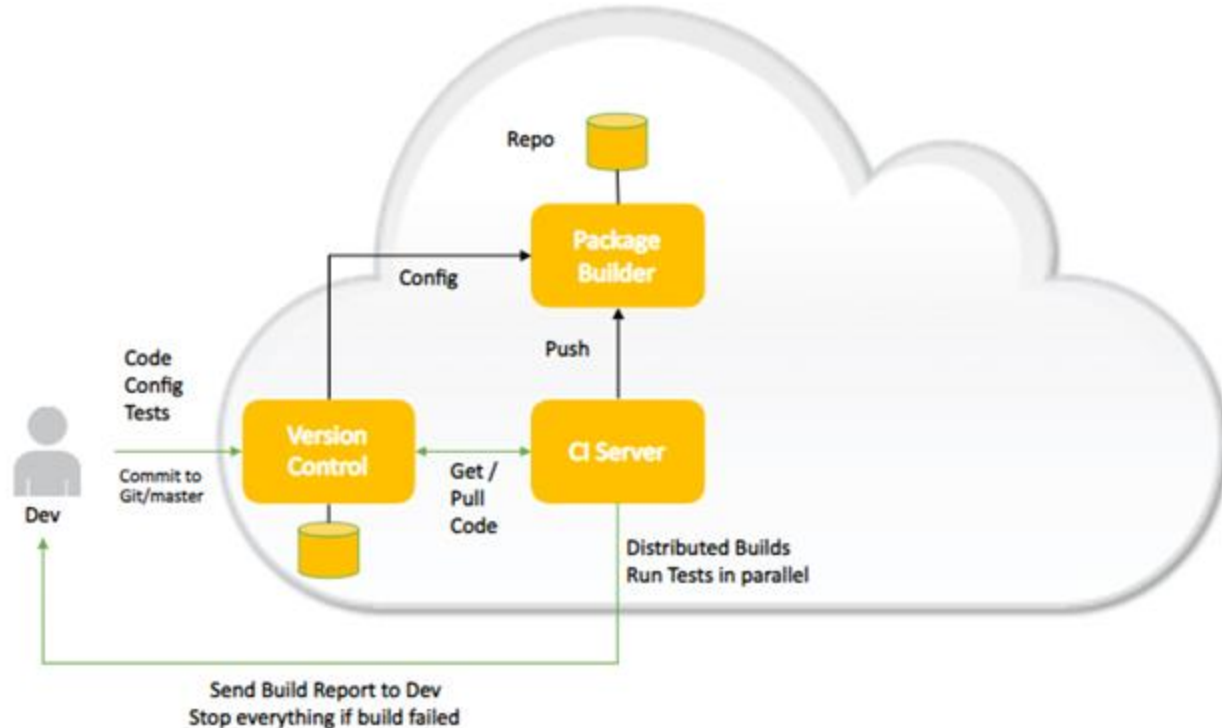 Repo
Package
Builder
Config
Push
Code
Config
Tests
Version
Control
CI Server
Commit to
Git/master
Get /
Pull
Code
Dev
Distributed Builds
Run Tests in parallel
Send Build Report to Dev
Stop everything if build failed